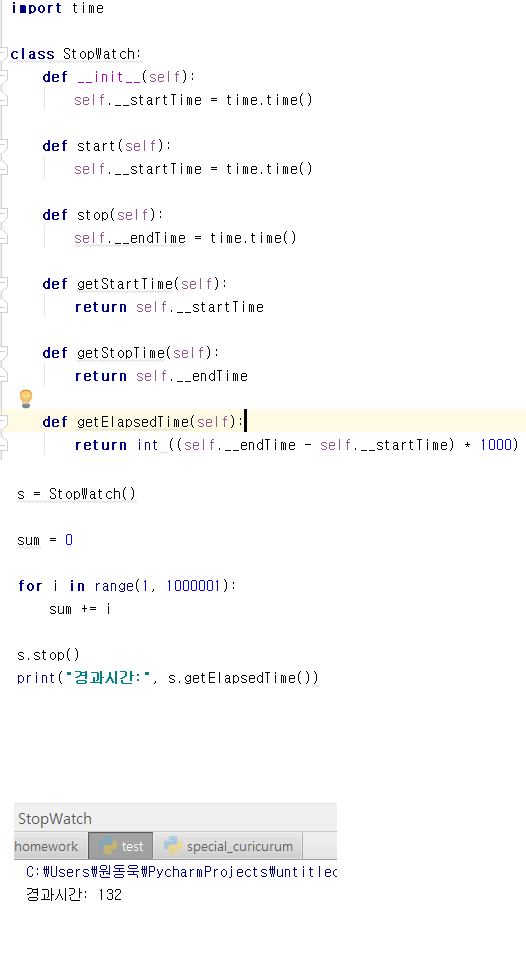 import time
class StopWatch:
    def __init__(self):
        self.__startTime = time.time()
    def start(self):
        self.__startTime = time.time()
    def stop(self):
        self.__endTime = time.time()
    def getStartTime(self):
        return self.__startTime
    def getStopTime(self):
        return self.__endTime
    def getElapsedTime(self):
        return int ((self.__endTime - self.__startTime) * 1000)
s = StopWatch()
sum = 0
for i in range(1, 1000001):
    sum += i
s.stop()
print("경과시간:", s.getElapsedTime())
StopWatch
homework test special_curicurum
C:₩Users₩원동욱₩PycharmProjects₩untitled
경과시간: 132